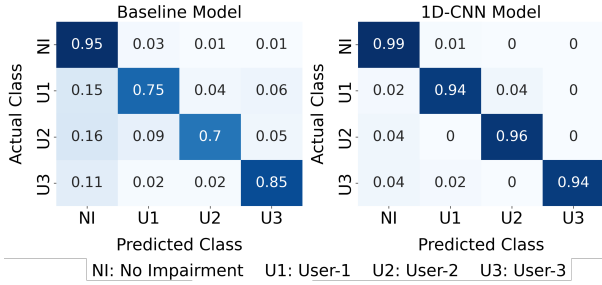 Baseline Model
Actual Class
NI 0.95 0.03 0.01 0.01
U1 0.15 0.75 0.04 0.06
U2 0.16 0.09 0.7 0.05
U3 0.11 0.02 0.02 0.85
NI U1 U2 U3
Predicted Class
1D-CNN Model
Actual Class
NI 0.99 0.01 0 0
U1 0.02 0.94 0.04 0
U2 0.04 0 0.96 0
U3 0.04 0.02 0 0.94
NI U1 U2 U3
Predicted Class
NI: No Impairment U1: User-1 U2: User-2 U3: User-3